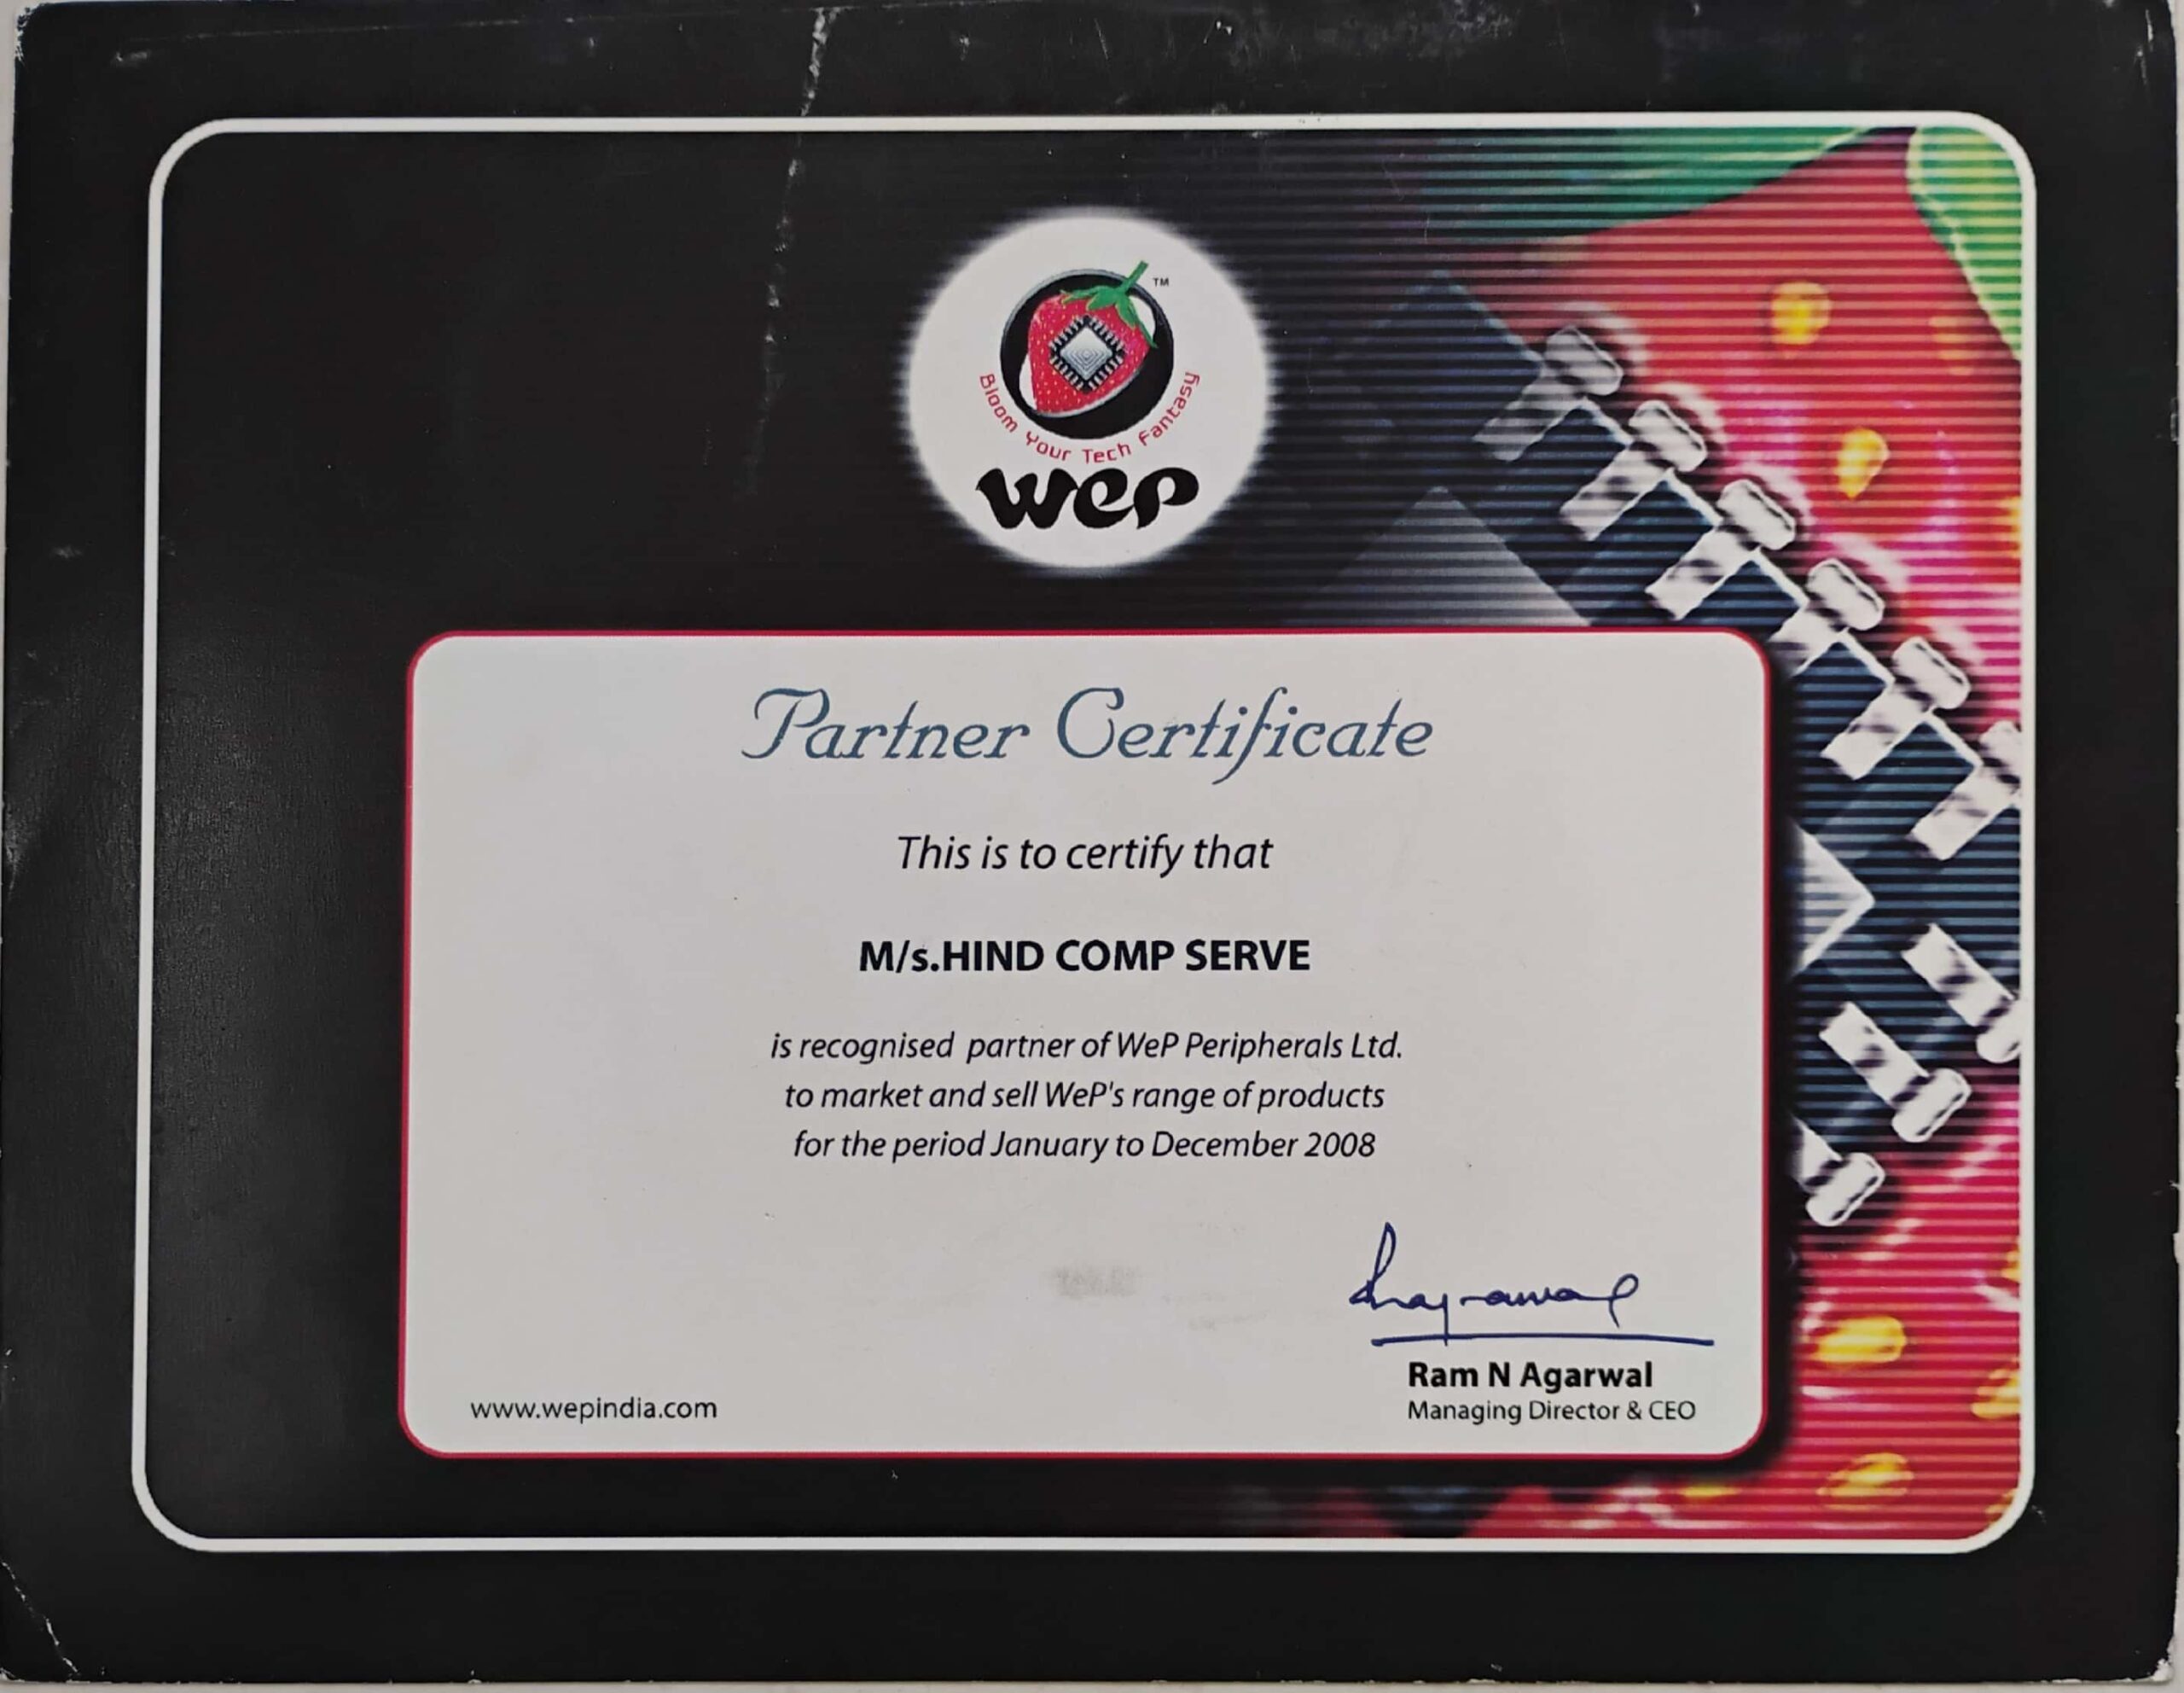 TM
Bloom Your Tech Fantasy
wep
Partner Certificate
This is to certify that
M/s.HIND COMP SERVE
is recognised partner of WeP Peripherals Ltd.
to market and sell WeP's range of products
for the period January to December 2008
Ram N Agarwal
Managing Director & CEO
www.wepindia.com